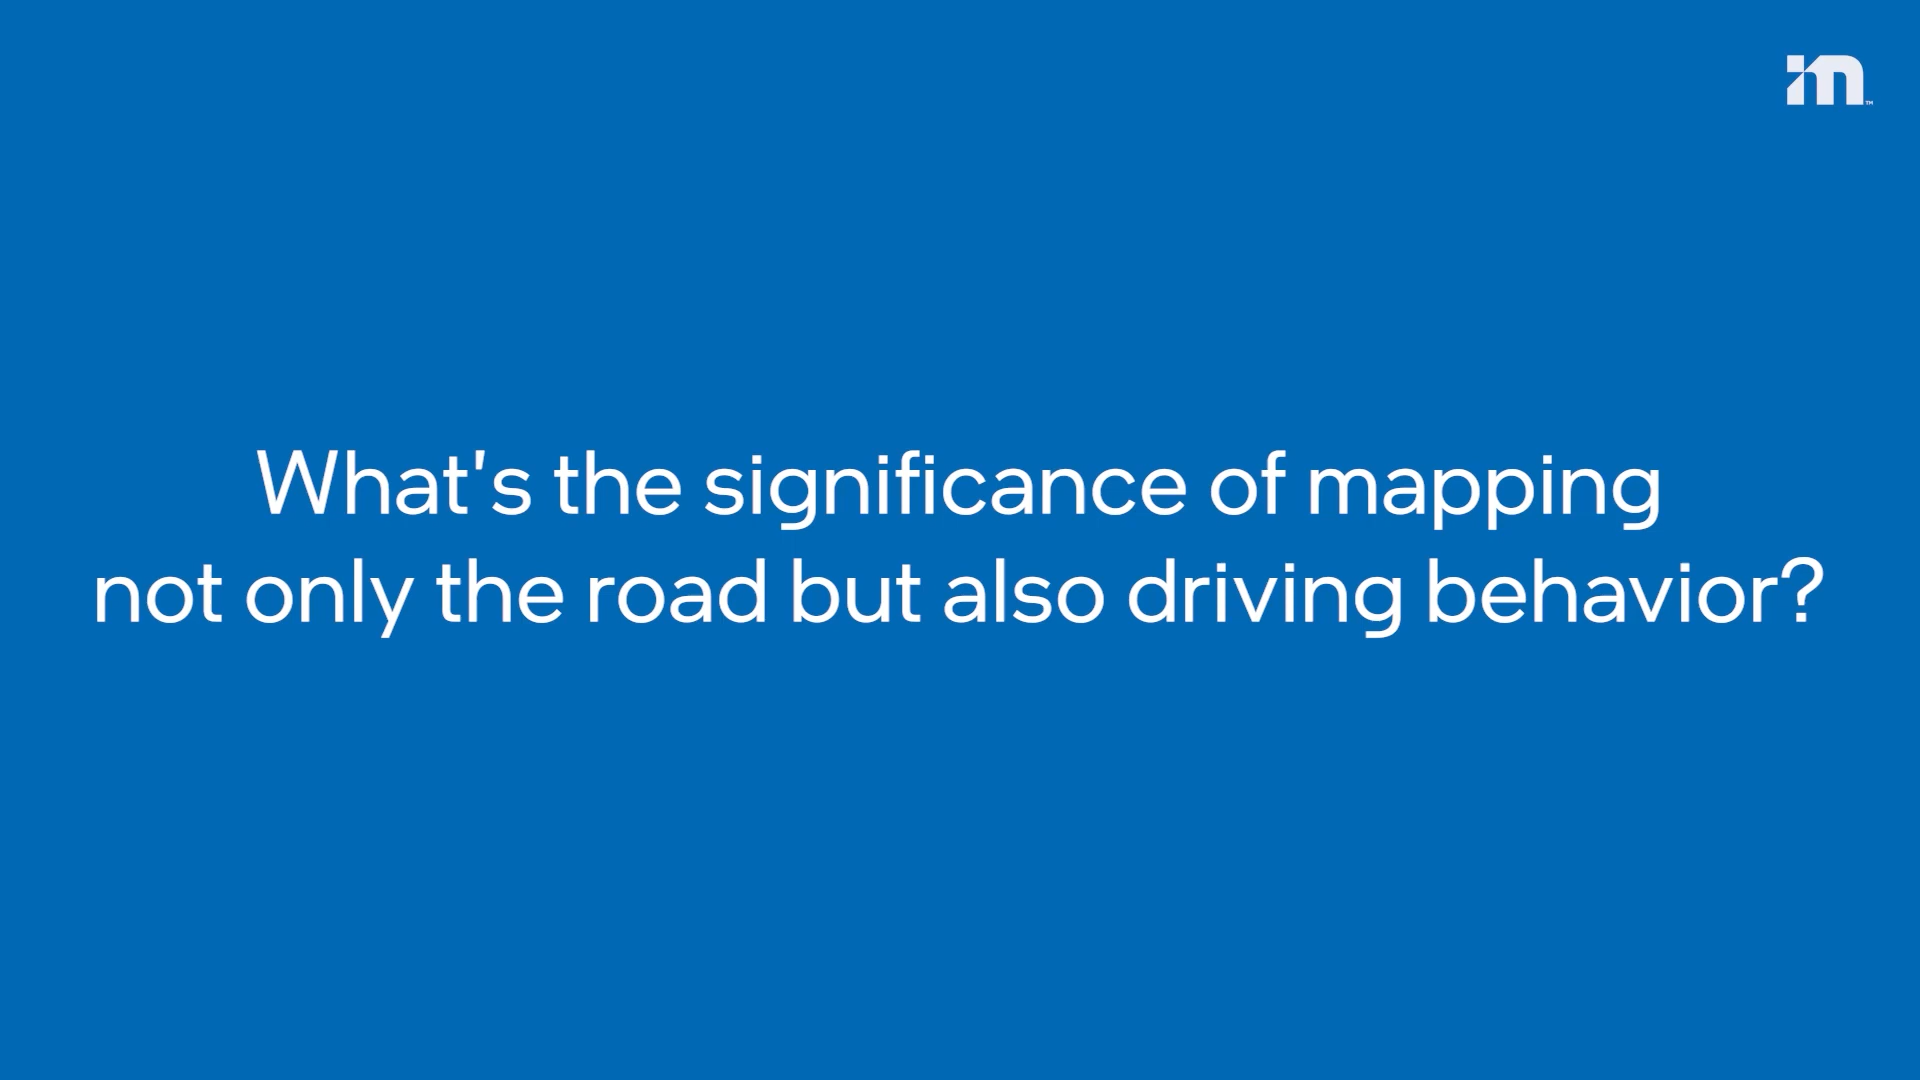 What's the significance of mapping
not only the road but also driving behavior?